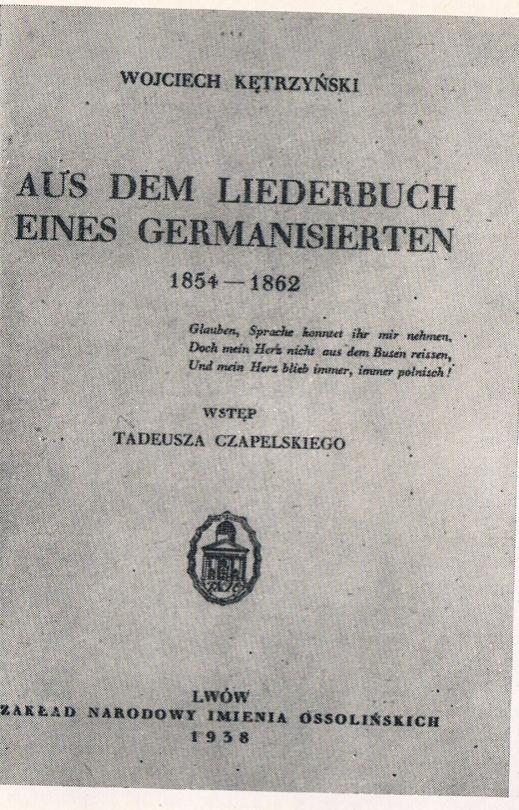 WOJCIECH KĘTRZYŃSKI
AUS DEM LIEDERBUCH
EINES GERMANISIERTEN
1854 — 1862
Glauben, Sprache konntet ihr mir nehmen,
Doch mein Herz nicht aus dem Busen reissen,
Und mein Herz blieb immer, immer polnisch!
WSTĘP
TADEUSZA CZAPELSKIEGO
LWÓW
ZAKŁAD NARODOWY IMIENIA OSSOLIŃSKICH
1938